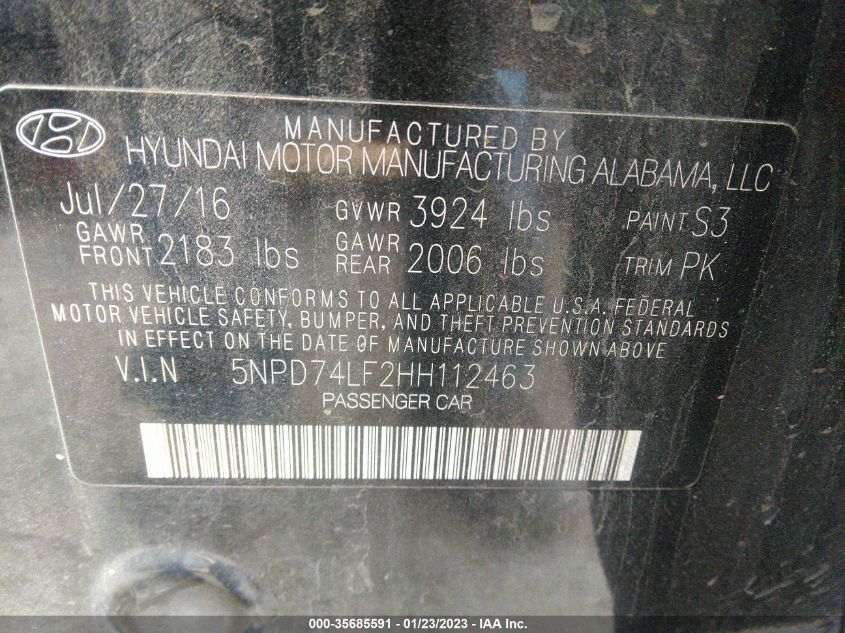 MANUFACTURED BY
HYUNDAI MOTOR MANUFACTURING ALABAMA, LLC
Jul/27/16 GVWR 3924 lbs PAINT S3
GAWR FRONT 2183 lbs GAWR REAR 2006 lbs TRIM PK
THIS VEHICLE CONFORMS TO ALL APPLICABLE U.S.A. FEDERAL
MOTOR VEHICLE SAFETY, BUMPER, AND THEFT PREVENTION STANDARDS
IN EFFECT ON THE DATE OF MANUFACTURE SHOWN ABOVE.
V.I.N 5NPD74LF2HH112463
PASSENGER CAR
000-35685591 / 01/23/2023 - IAA Inc.